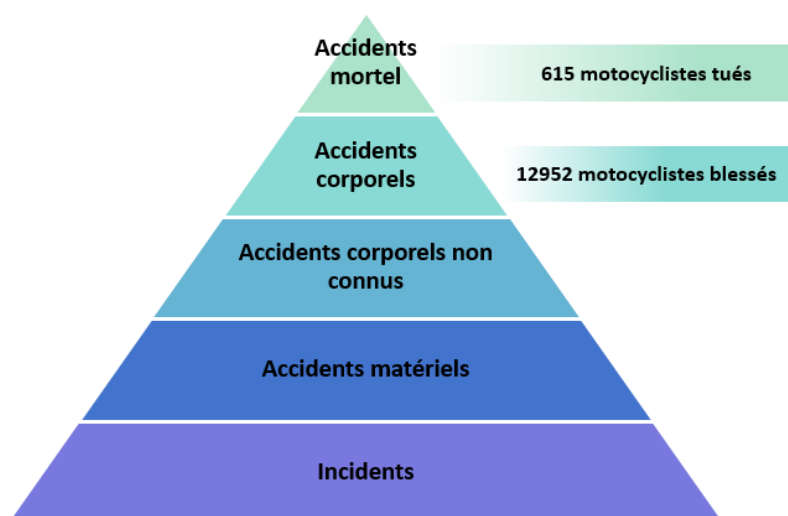 Accidents
mortel
615 motocyclistes tués
Accidents
corporels
12952 motocyclistes blessés
Accidents corporels non
connus
Accidents matériels
Incidents